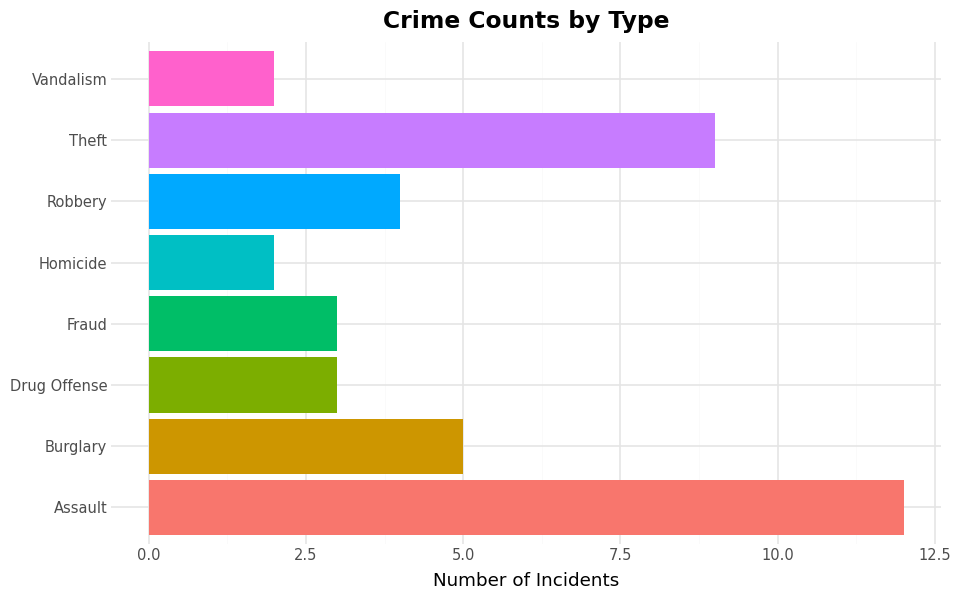 Crime Counts by Type
Vandalism
Theft
Robbery
Homicide
Fraud
Drug Offense
Burglary
Assault
0.0 2.5 5.0 7.5 10.0 12.5
Number of Incidents